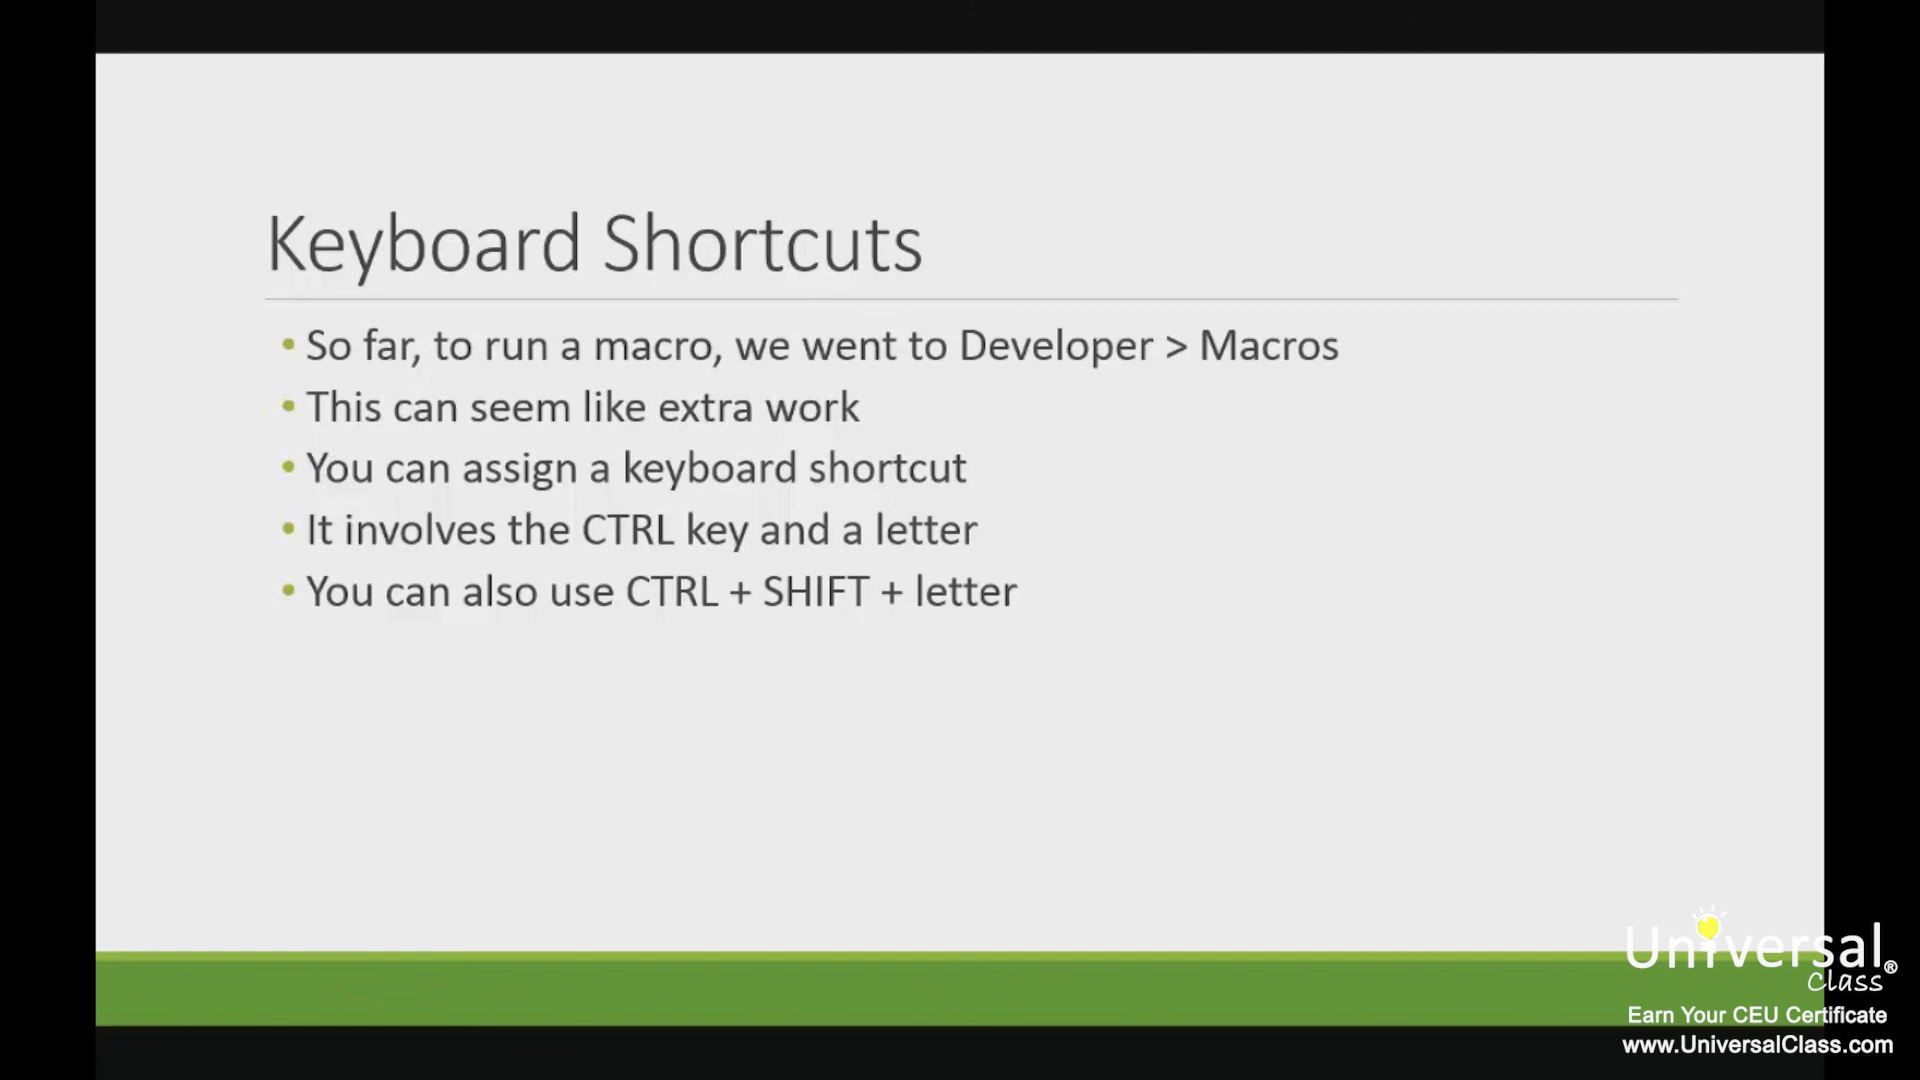 Keyboard Shortcuts
• So far, to run a macro, we went to Developer > Macros
• This can seem like extra work
• You can assign a keyboard shortcut
• It involves the CTRL key and a letter
• You can also use CTRL + SHIFT + letter
Universal®
Class
Earn Your CEU Certificate
www.UniversalClass.com